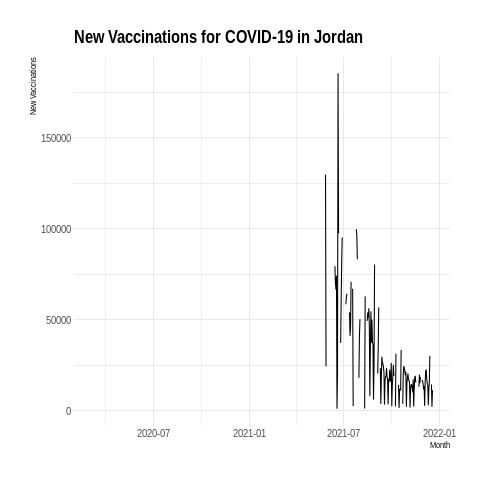 New Vaccinations for COVID-19 in Jordan
New Vaccinations
150000
100000
50000
0
2020-07 2021-01 2021-07 2022-01
Month